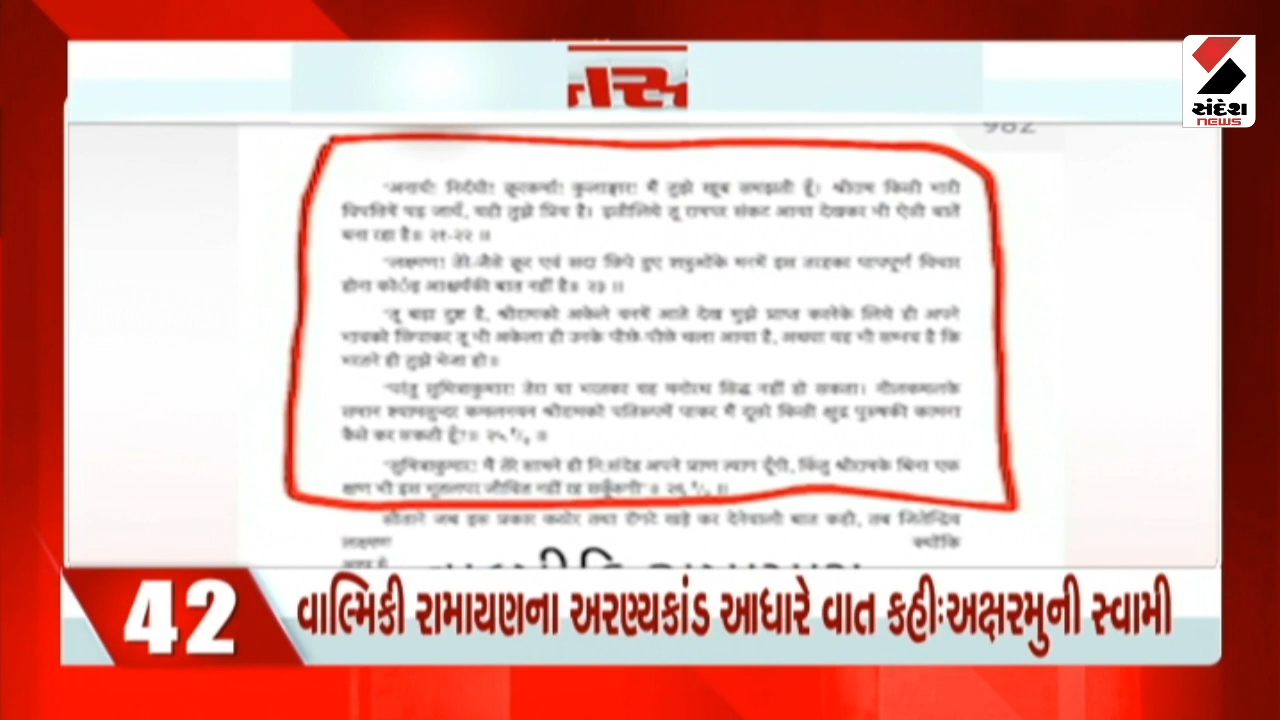 સંદેશ
NEWS
982
'अनार्या! निर्दयी! क्रूरकर्मा! कुलाङ्गार! मैं तुझे खूब समझती हूँ। श्रीराम किसी भारी
विपत्तिमें पड़ जायँ, यही तुझे प्रिय है। इसीलिये तू रामपर संकट आया देखकर भी ऐसी बातें
बना रहा है॥ २१-२२ ॥
'लक्ष्मण! तेरे-जैसे क्रूर एवं सदा छिपे हुए शत्रुओंके मनमें इस तरहका पापपूर्ण विचार
होना कोई आश्चर्यकी बात नहीं है॥ २३ ॥
'तू बड़ा दुष्ट है, श्रीरामको अकेले वनमें आते देख मुझे प्राप्त करनेके लिये ही अपने
भावको छिपाकर तू भी अकेला ही उनके पीछे-पीछे चला आया है, अथवा यह भी सम्भव है कि
भरतने ही तुझे भेजा हो॥
'परंतु सुमित्राकुमार! तेरा या भरतका यह मनोरथ सिद्ध नहीं हो सकता। नीलकमलके
समान श्यामसुन्दर कमलनयन श्रीरामको पतिरूपमें पाकर मैं दूसरे किसी क्षुद्र पुरुषकी कामना
कैसे कर सकती हूँ?॥ २५ १/२ ॥
'सुमित्राकुमार! मैं तेरे सामने ही निःसंदेह अपने प्राण त्याग दूँगी, किंतु श्रीरामके बिना एक
क्षण भी इस भूतलपर जीवित नहीं रह सकूँगी'॥ २६ १/२ ॥
सीताने जब इस प्रकार कठोर तथा रोंगटे खड़े कर देनेवाली बात कही, तब जितेन्द्रिय
लक्ष्मण क्योंकि
42 વાલ્મિકી રામાયણના અરણ્યકાંડ આધારે વાત કહીઃઅક્ષરમુની સ્વામી